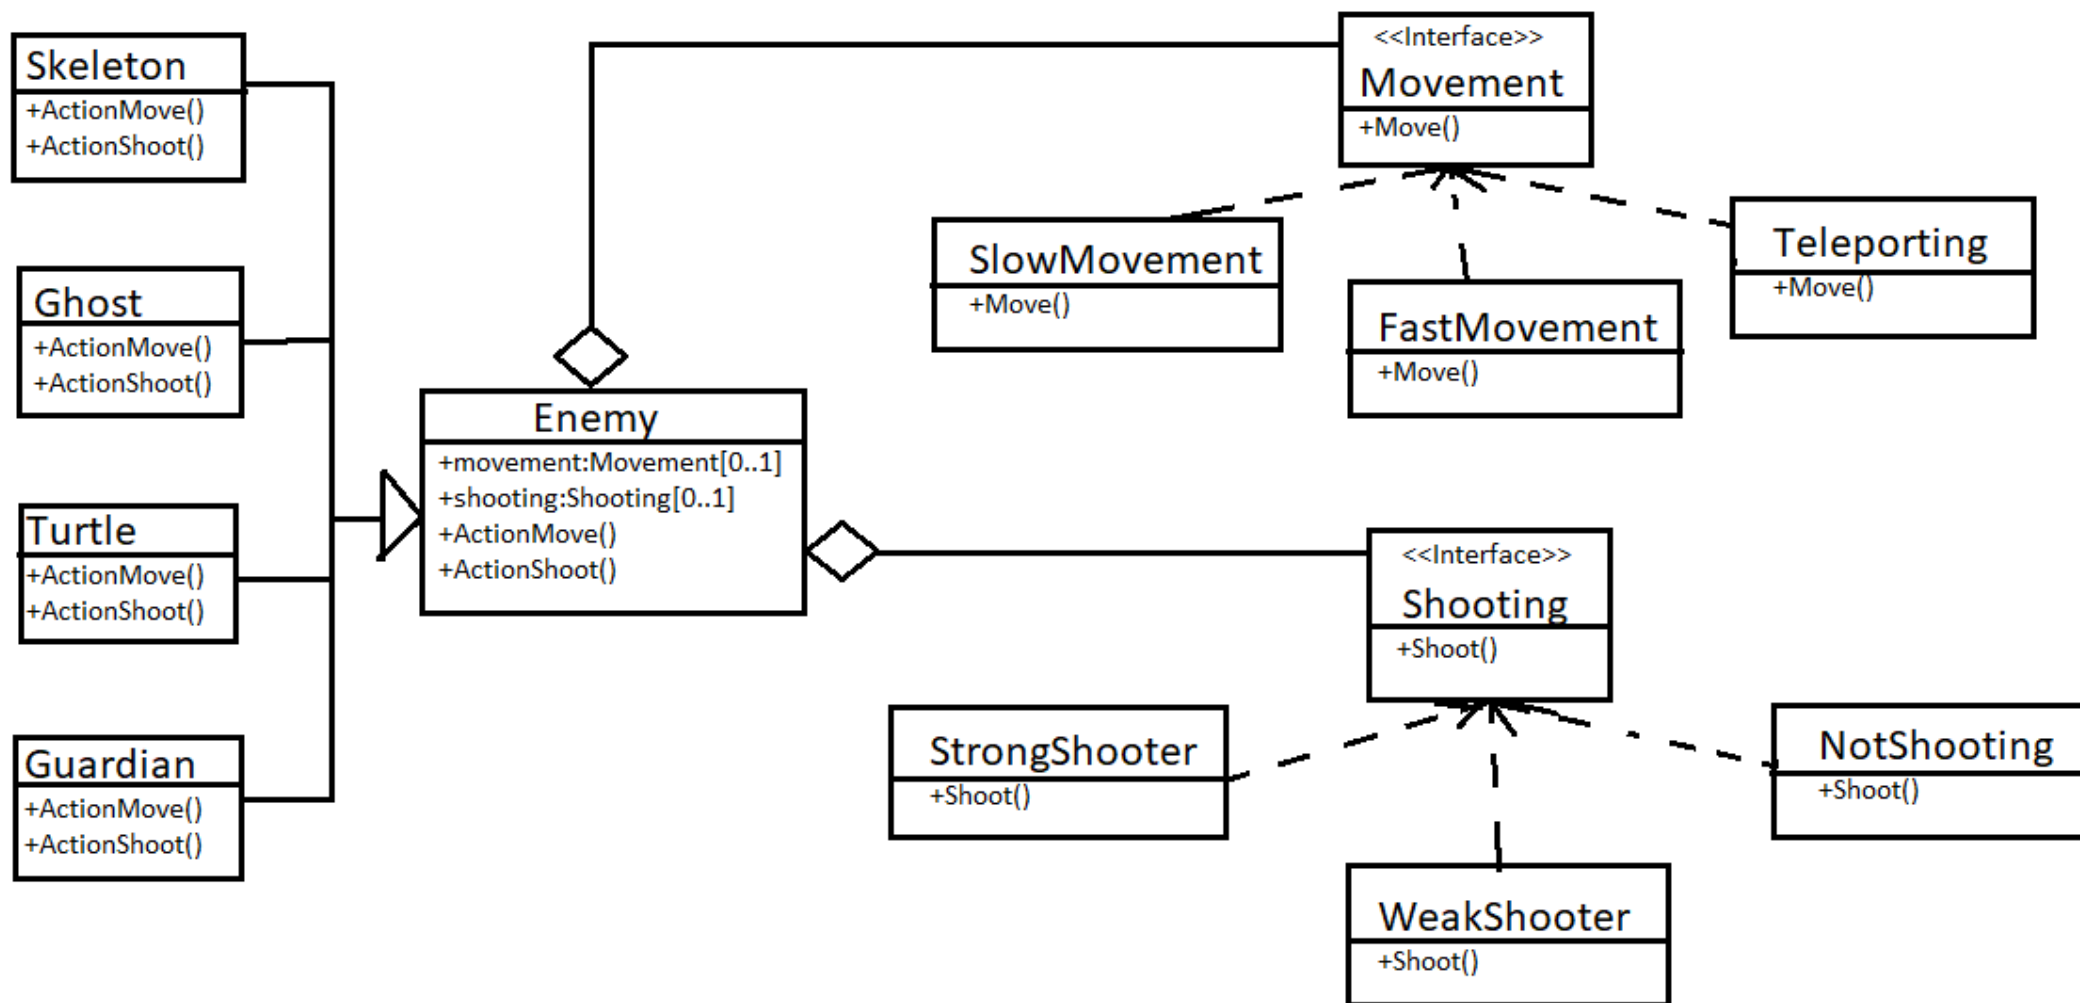 Skeleton
+ActionMove()
+ActionShoot()
Ghost
+ActionMove()
+ActionShoot()
Turtle
+ActionMove()
+ActionShoot()
Guardian
+ActionMove()
+ActionShoot()
Enemy
+movement:Movement[0..1]
+shooting:Shooting[0..1]
+ActionMove()
+ActionShoot()
<<Interface>>
Movement
+Move()
SlowMovement
+Move()
FastMovement
+Move()
Teleporting
+Move()
<<Interface>>
Shooting
+Shoot()
StrongShooter
+Shoot()
WeakShooter
+Shoot()
NotShooting
+Shoot()